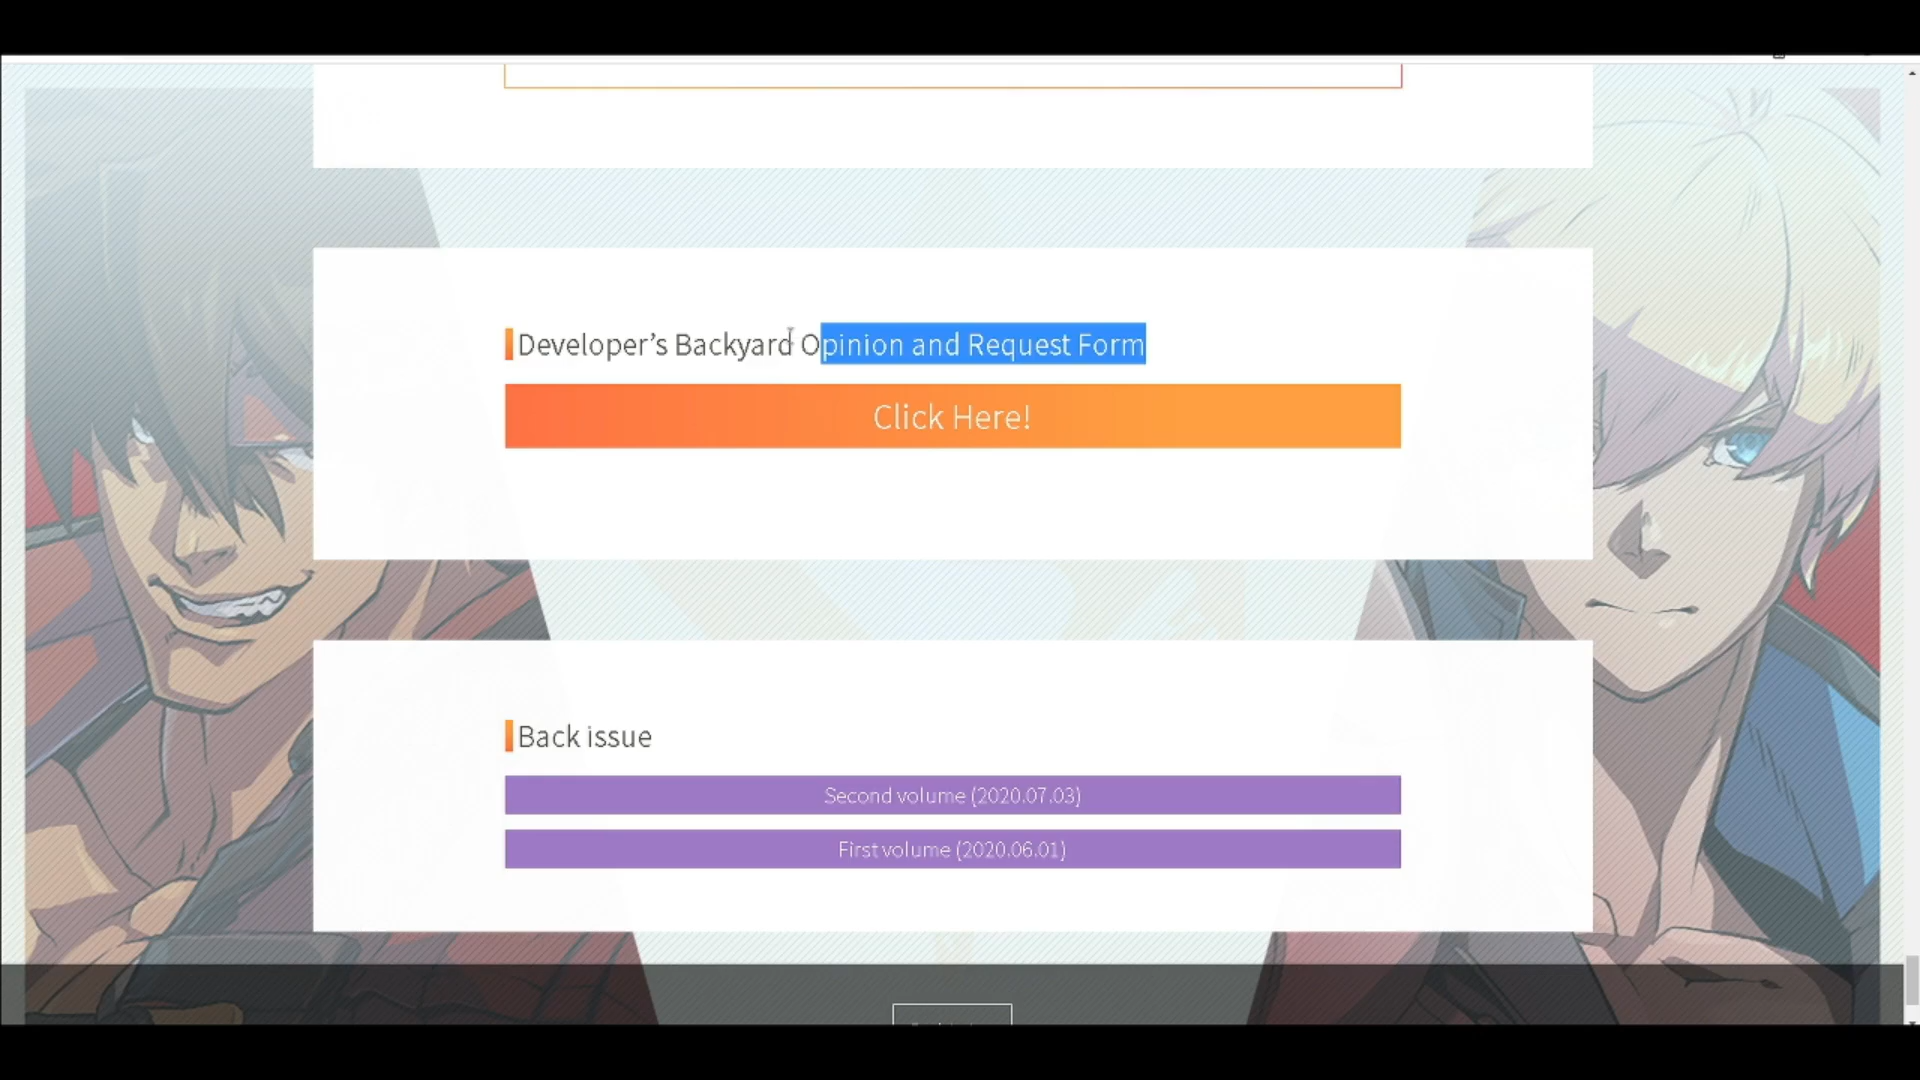 Developer’s Backyard Opinion and Request Form
Click Here!
Back issue
Second volume (2020.07.03)
First volume (2020.06.01)